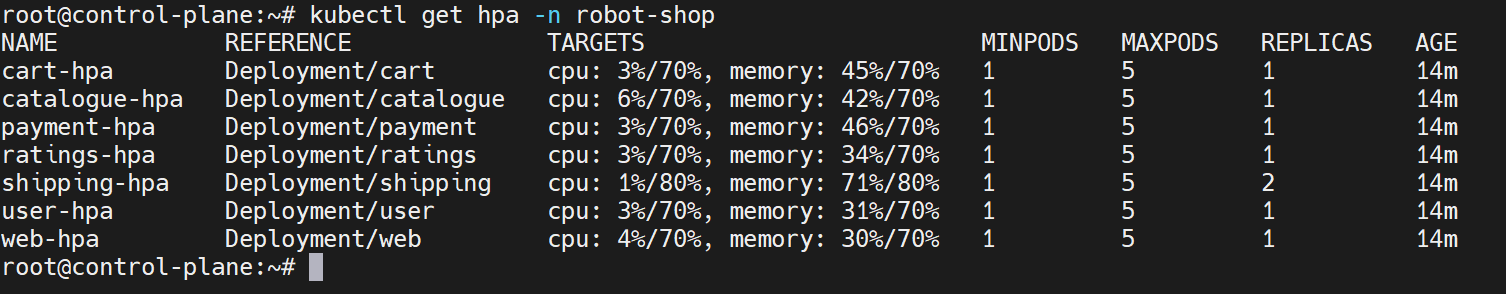 root@control-plane:~# kubectl get hpa -n robot-shop
NAME            REFERENCE              TARGETS                        MINPODS   MAXPODS   REPLICAS   AGE
cart-hpa        Deployment/cart        cpu: 3%/70%, memory: 45%/70%   1         5         1          14m
catalogue-hpa   Deployment/catalogue   cpu: 6%/70%, memory: 42%/70%   1         5         1          14m
payment-hpa     Deployment/payment     cpu: 3%/70%, memory: 46%/70%   1         5         1          14m
ratings-hpa     Deployment/ratings     cpu: 3%/70%, memory: 34%/70%   1         5         1          14m
shipping-hpa    Deployment/shipping    cpu: 1%/80%, memory: 71%/80%   1         5         2          14m
user-hpa        Deployment/user        cpu: 3%/70%, memory: 31%/70%   1         5         1          14m
web-hpa         Deployment/web         cpu: 4%/70%, memory: 30%/70%   1         5         1          14m
root@control-plane:~#